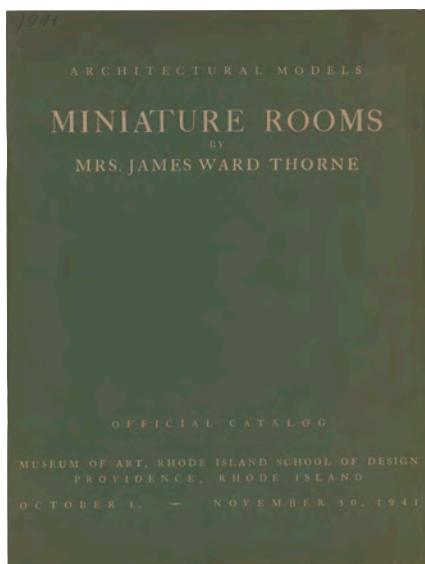 1941
ARCHITECTURAL MODELS
MINIATURE ROOMS
BY
MRS. JAMES WARD THORNE
OFFICIAL CATALOG
MUSEUM OF ART, RHODE ISLAND SCHOOL OF DESIGN
PROVIDENCE, RHODE ISLAND
OCTOBER 1, — NOVEMBER 30, 1941